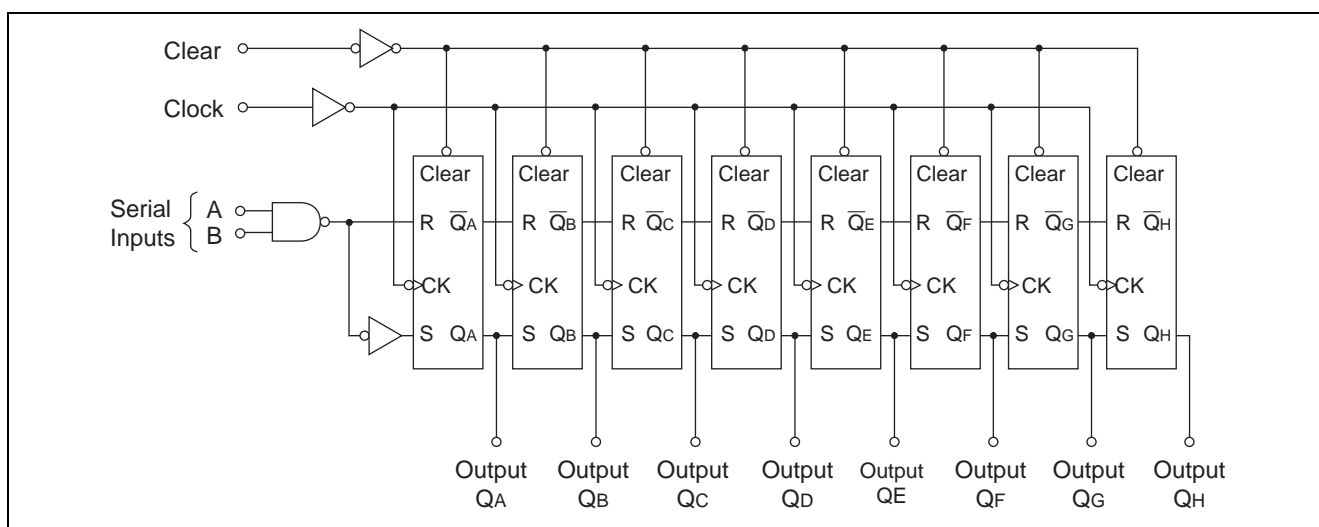 Clear
Clock
Serial Inputs { A B
Clear Clear Clear Clear Clear Clear Clear Clear
R Q̅A R Q̅B R Q̅C R Q̅D R Q̅E R Q̅F R Q̅G R Q̅H
CK CK CK CK CK CK CK CK
S QA S QB S QC S QD S QE S QF S QG S QH
Output Output Output Output Output Output Output Output
QA QB QC QD QE QF QG QH